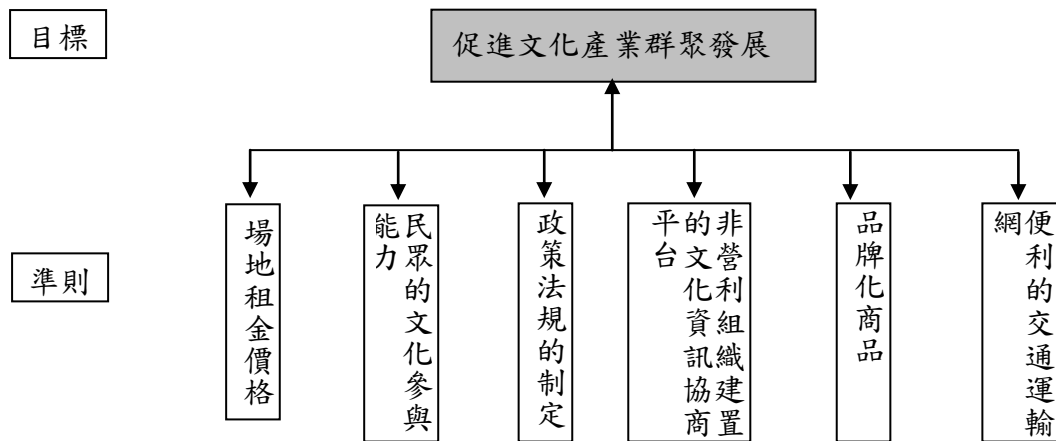 目標
促進文化產業群聚發展
準則
場地租金價格
民眾的文化參與
能力
政策法規的制定
非營利組織建置
的文化資訊協商
平台
品牌化商品
便利的交通運輸
網